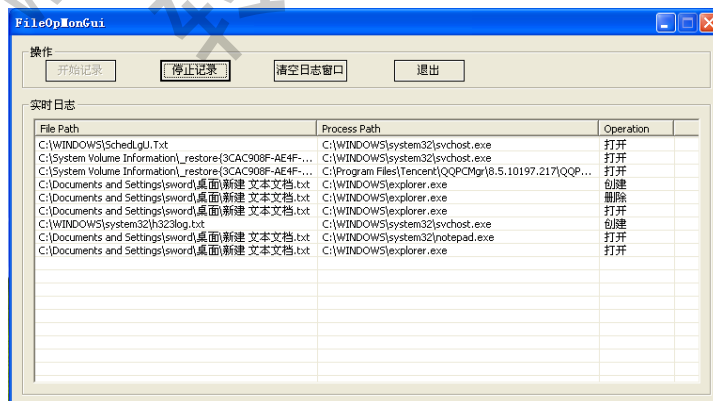 FileOpMonGui
操作
开始记录 停止记录 清空日志窗口 退出
实时日志
File Path Process Path Operation
C:\WINDOWS\SchedLgU.Txt C:\WINDOWS\system32\svchost.exe 打开
C:\System Volume Information\_restore{3CAC908F-AE4F-... C:\WINDOWS\system32\svchost.exe 打开
C:\System Volume Information\_restore{3CAC908F-AE4F-... C:\Program Files\Tencent\QQPCMgr\8.5.10197.217\QQP... 打开
C:\Documents and Settings\sword\桌面\新建 文本文档.txt C:\WINDOWS\explorer.exe 创建
C:\Documents and Settings\sword\桌面\新建 文本文档.txt C:\WINDOWS\explorer.exe 删除
C:\Documents and Settings\sword\桌面\新建 文本文档.txt C:\WINDOWS\explorer.exe 打开
C:\WINDOWS\system32\h323log.txt C:\WINDOWS\system32\svchost.exe 创建
C:\Documents and Settings\sword\桌面\新建 文本文档.txt C:\WINDOWS\system32\notepad.exe 打开
C:\Documents and Settings\sword\桌面\新建 文本文档.txt C:\WINDOWS\explorer.exe 打开